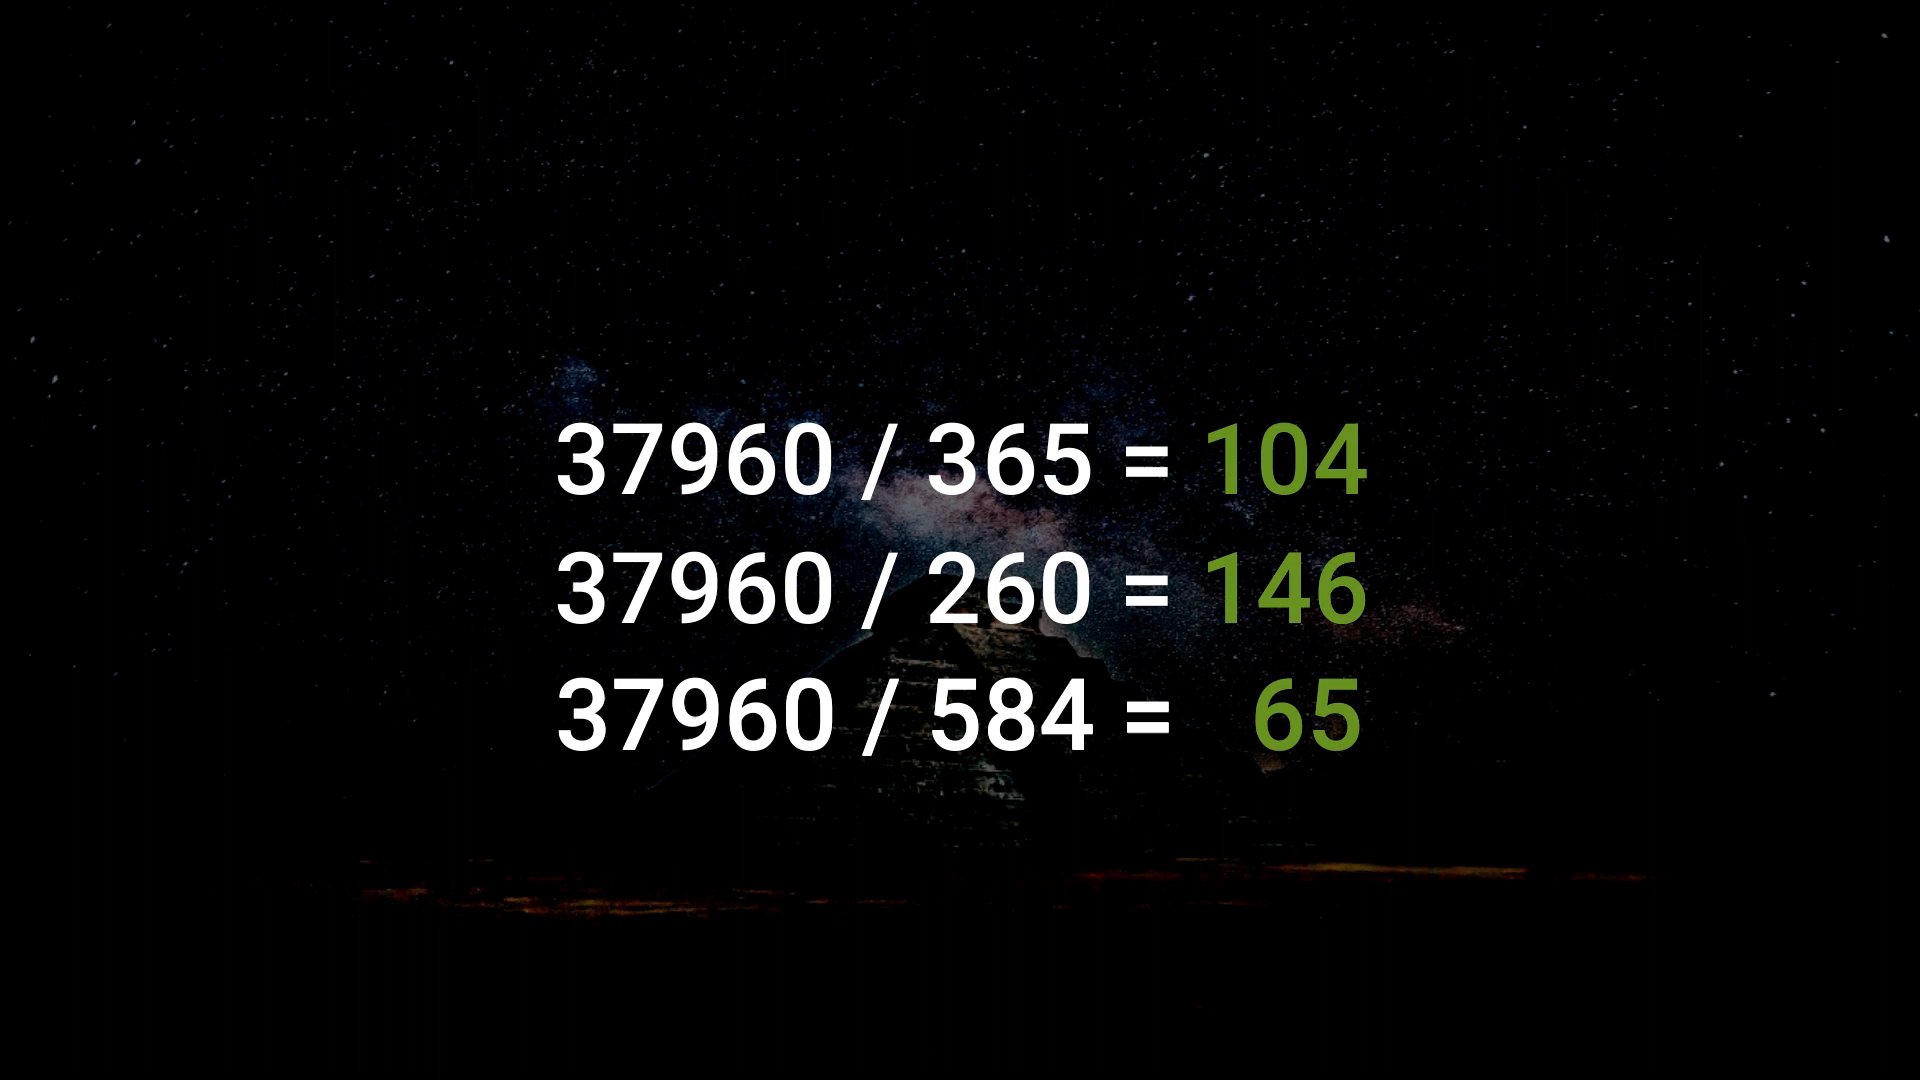 37960 / 365 = 104
37960 / 260 = 146
37960 / 584 = 65